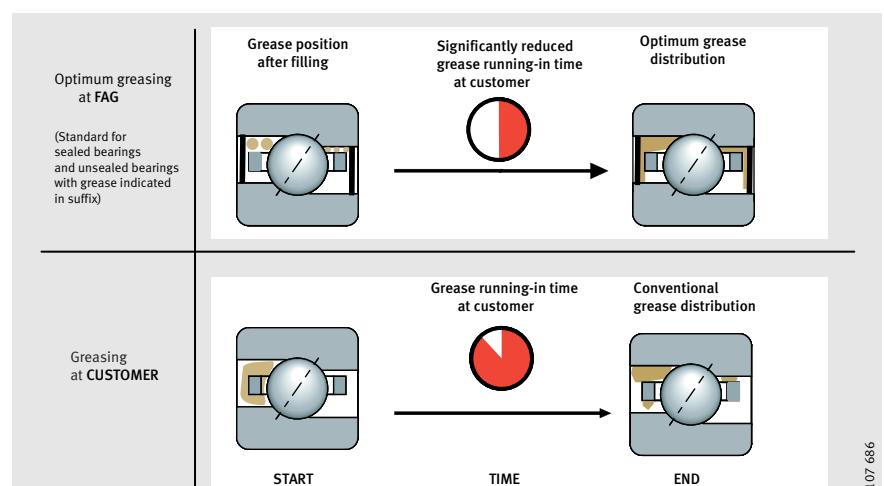 Grease position
after filling
Significantly reduced
grease running-in time
at customer
Optimum grease
distribution
Optimum greasing
at FAG
(Standard for
sealed bearings
and unsealed bearings
with grease indicated
in suffix)
Grease running-in time
at customer
Conventional
grease distribution
Greasing
at CUSTOMER
START
TIME
END
107 686